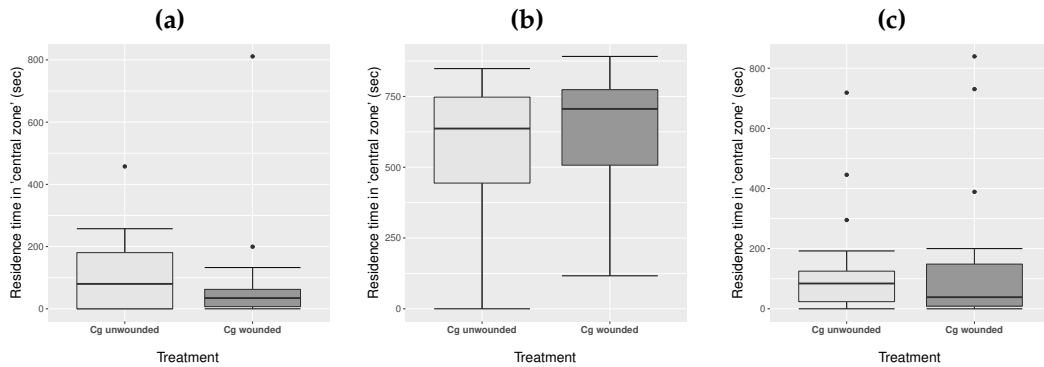 (a)
Residence time in 'central zone' (sec)
800
600
400
200
0
Cg unwounded
Cg wounded
Treatment
(b)
Residence time in 'central zone' (sec)
750
500
250
0
Cg unwounded
Cg wounded
Treatment
(c)
Residence time in 'central zone' (sec)
800
600
400
200
0
Cg unwounded
Cg wounded
Treatment